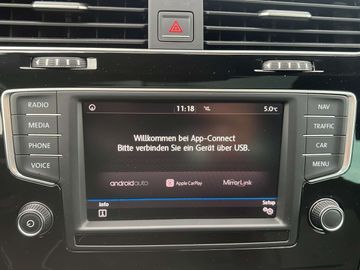 RADIO
MEDIA
PHONE
VOICE
11:18
5.0°C
Willkommen bei App-Connect
Bitte verbinden Sie ein Gerät über USB.
androidauto
Apple CarPlay
MirrorLink
Info
Setup
NAV
TRAFFIC
CAR
MENU